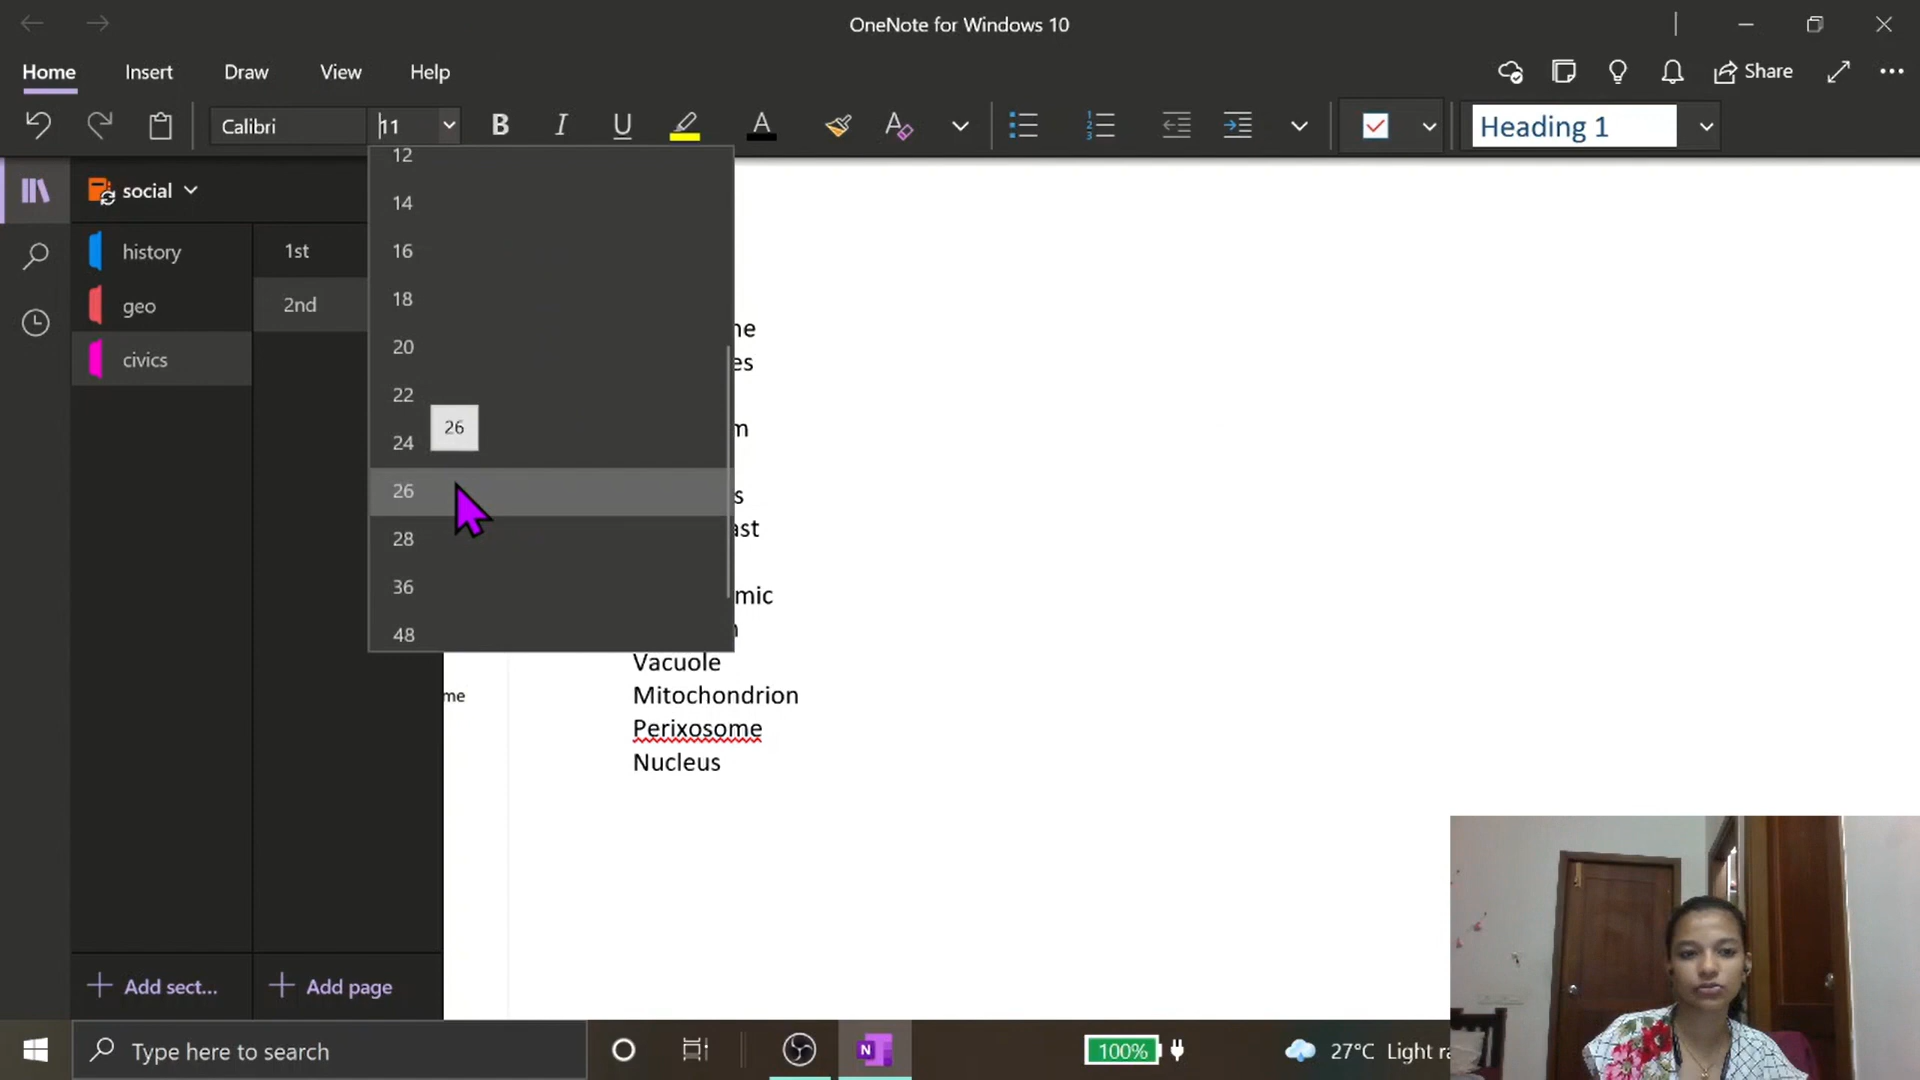 OneNote for Windows 10
Home Insert Draw View Help Share
Calibri 11 B I U A A Heading 1
social
history 1st
geo 2nd
civics
12
14
16
18
20
22
24
26
26
28
36
48
ne
es
m
s
ast
mic
Vacuole
me Mitochondrion
Perixosome
Nucleus
Add sect... Add page
Type here to search N 100% 27°C Light ra